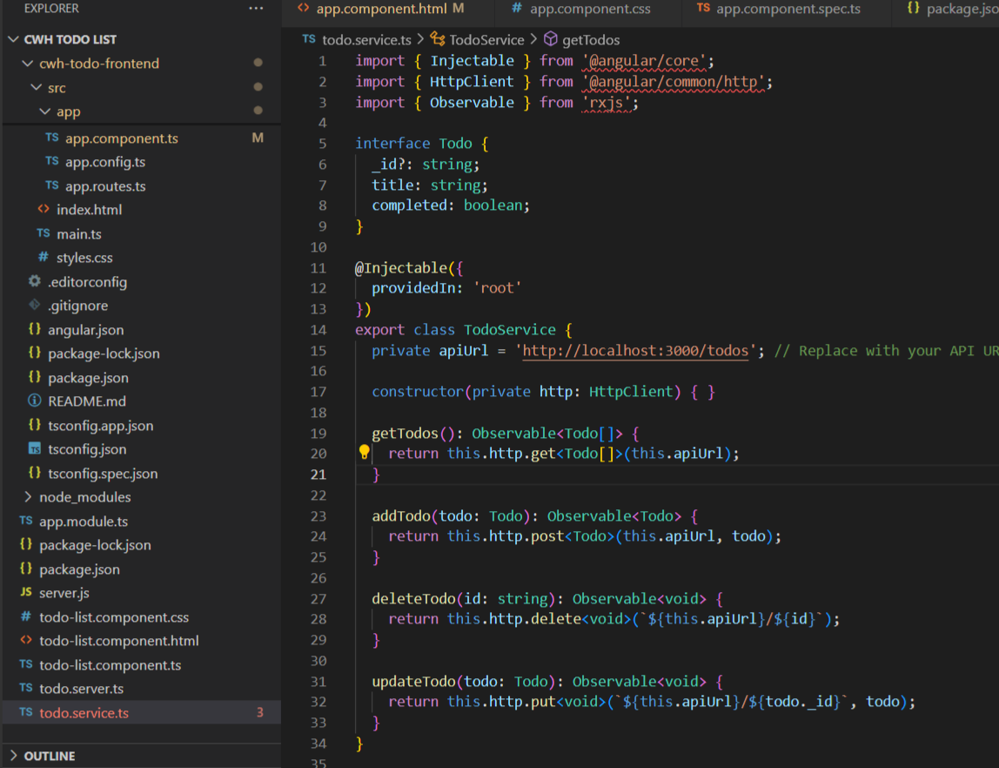 EXPLORER
...
CWH TODO LIST
cwh-todo-frontend
src
app
TS app.component.ts M
TS app.config.ts
TS app.routes.ts
<> index.html
TS main.ts
# styles.css
.editorconfig
.gitignore
{} angular.json
{} package-lock.json
{} package.json
README.md
{} tsconfig.app.json
TS tsconfig.json
{} tsconfig.spec.json
node_modules
TS app.module.ts
{} package-lock.json
{} package.json
JS server.js
# todo-list.component.css
<> todo-list.component.html
TS todo-list.component.ts
TS todo.server.ts
TS todo.service.ts 3
OUTLINE
<> app.component.html M # app.component.css TS app.component.spec.ts {} package.jso
TS todo.service.ts > TodoService > getTodos
1 import { Injectable } from '@angular/core';
2 import { HttpClient } from '@angular/common/http';
3 import { Observable } from 'rxjs';
4
5 interface Todo {
6 _id?: string;
7 title: string;
8 completed: boolean;
9 }
10
11 @Injectable({
12 providedIn: 'root'
13 })
14 export class TodoService {
15 private apiUrl = 'http://localhost:3000/todos'; // Replace with your API UR
16
17 constructor(private http: HttpClient) { }
18
19 getTodos(): Observable<Todo[]> {
20 return this.http.get<Todo[]>(this.apiUrl);
21 }
22
23 addTodo(todo: Todo): Observable<Todo> {
24 return this.http.post<Todo>(this.apiUrl, todo);
25 }
26
27 deleteTodo(id: string): Observable<void> {
28 return this.http.delete<void>(`${this.apiUrl}/${id}`);
29 }
30
31 updateTodo(todo: Todo): Observable<void> {
32 return this.http.put<void>(`${this.apiUrl}/${todo._id}`, todo);
33 }
34 }
35